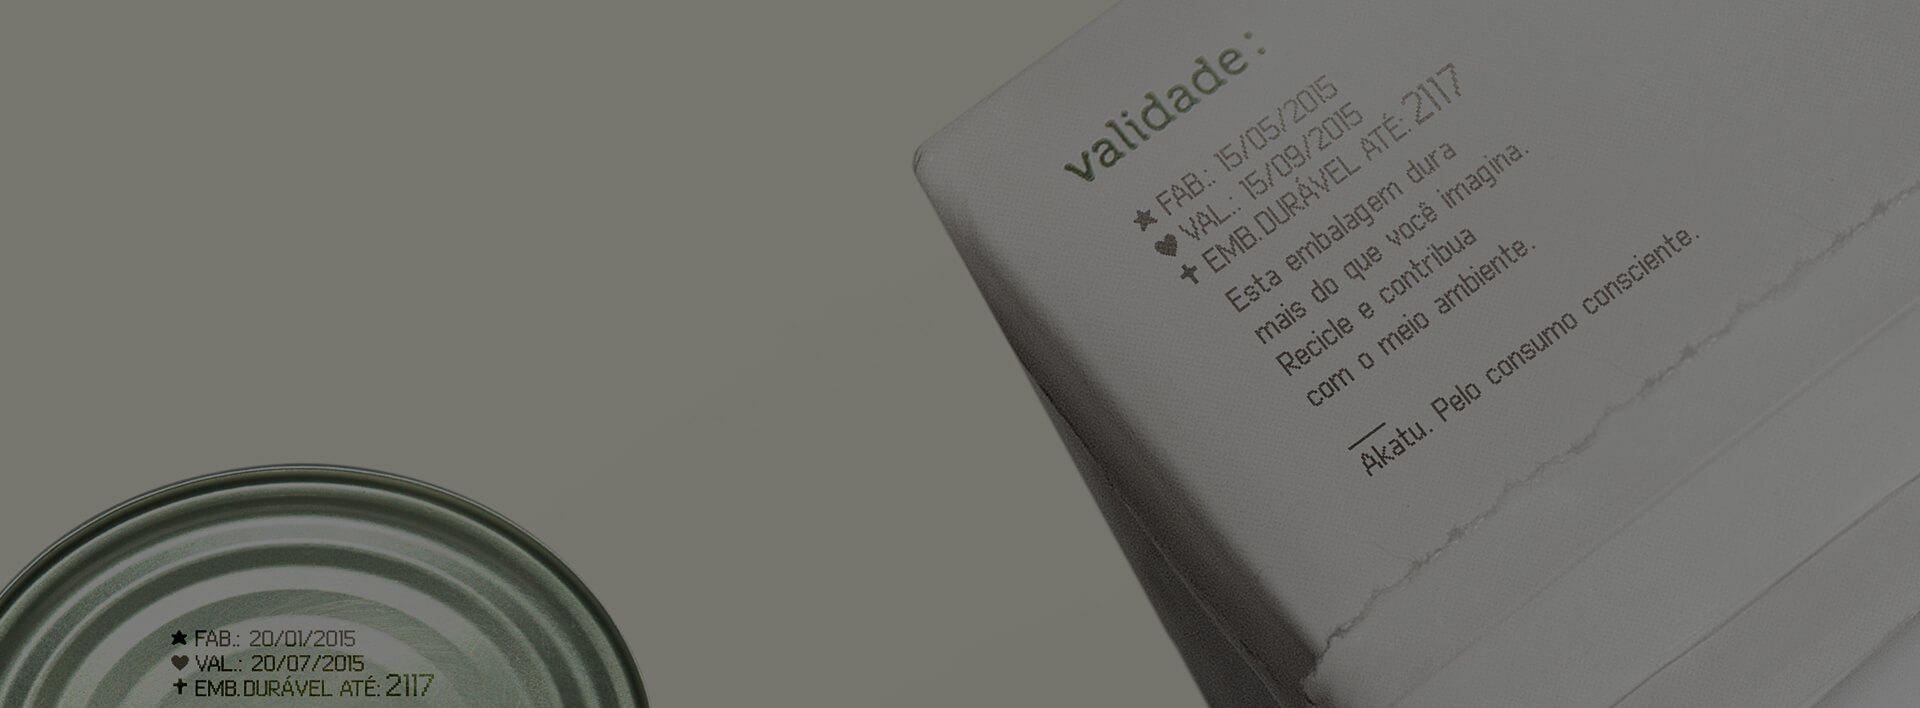 validade:
★ FAB.: 15/05/2015
♥ VAL.: 15/09/2015
✝ EMB.DURÁVEL ATÉ: 2117
Esta embalagem dura
mais do que você imagina.
Recicle e contribua
com o meio ambiente.
Akatu. Pelo consumo consciente.
★ FAB.: 20/01/2015
♥ VAL.: 20/07/2015
✝ EMB.DURÁVEL ATÉ: 2117